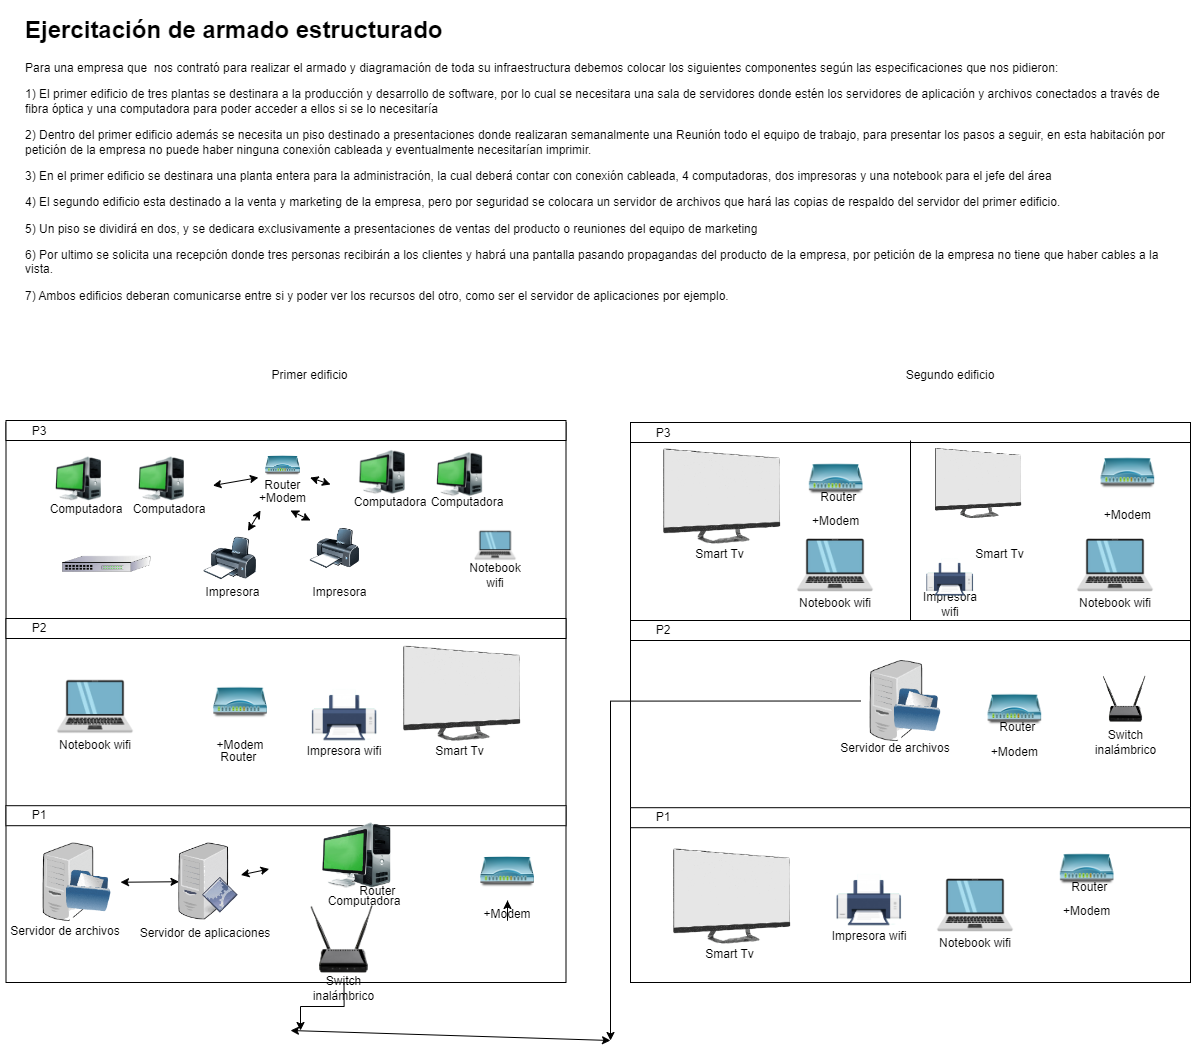 Ejercitación de armado estructurado
Para una empresa que  nos contrató para realizar el armado y diagramación de toda su infraestructura debemos colocar los siguientes componentes según las especificaciones que nos pidieron:
1) El primer edificio de tres plantas se destinara a la producción y desarrollo de software, por lo cual se necesitara una sala de servidores donde estén los servidores de aplicación y archivos conectados a través de
fibra óptica y una computadora para poder acceder a ellos si se lo necesitaría
2) Dentro del primer edificio además se necesita un piso destinado a presentaciones donde realizaran semanalmente una Reunión todo el equipo de trabajo, para presentar los pasos a seguir, en esta habitación por
petición de la empresa no puede haber ninguna conexión cableada y eventualmente necesitarían imprimir.
3) En el primer edificio se destinara una planta entera para la administración, la cual deberá contar con conexión cableada, 4 computadoras, dos impresoras y una notebook para el jefe del área
4) El segundo edificio esta destinado a la venta y marketing de la empresa, pero por seguridad se colocara un servidor de archivos que hará las copias de respaldo del servidor del primer edificio.
5) Un piso se dividirá en dos, y se dedicara exclusivamente a presentaciones de ventas del producto o reuniones del equipo de marketing
6) Por ultimo se solicita una recepción donde tres personas recibirán a los clientes y habrá una pantalla pasando propagandas del producto de la empresa, por petición de la empresa no tiene que haber cables a la
vista.
7) Ambos edificios deberan comunicarse entre si y poder ver los recursos del otro, como ser el servidor de aplicaciones por ejemplo.
Primer edificio
Segundo edificio
P3
Computadora
Computadora
Router
+Modem
Computadora
Computadora
Impresora
Impresora
Notebook
wifi
P2
Notebook wifi
+Modem
Router
Impresora wifi
Smart Tv
P1
Servidor de archivos
Servidor de aplicaciones
Router
Computadora
+Modem
Switch
inalámbrico
P3
Smart Tv
Router
+Modem
Notebook wifi
Smart Tv
Impresora
wifi
+Modem
Notebook wifi
P2
Servidor de archivos
Router
+Modem
Switch
inalámbrico
P1
Smart Tv
Impresora wifi
Notebook wifi
Router
+Modem